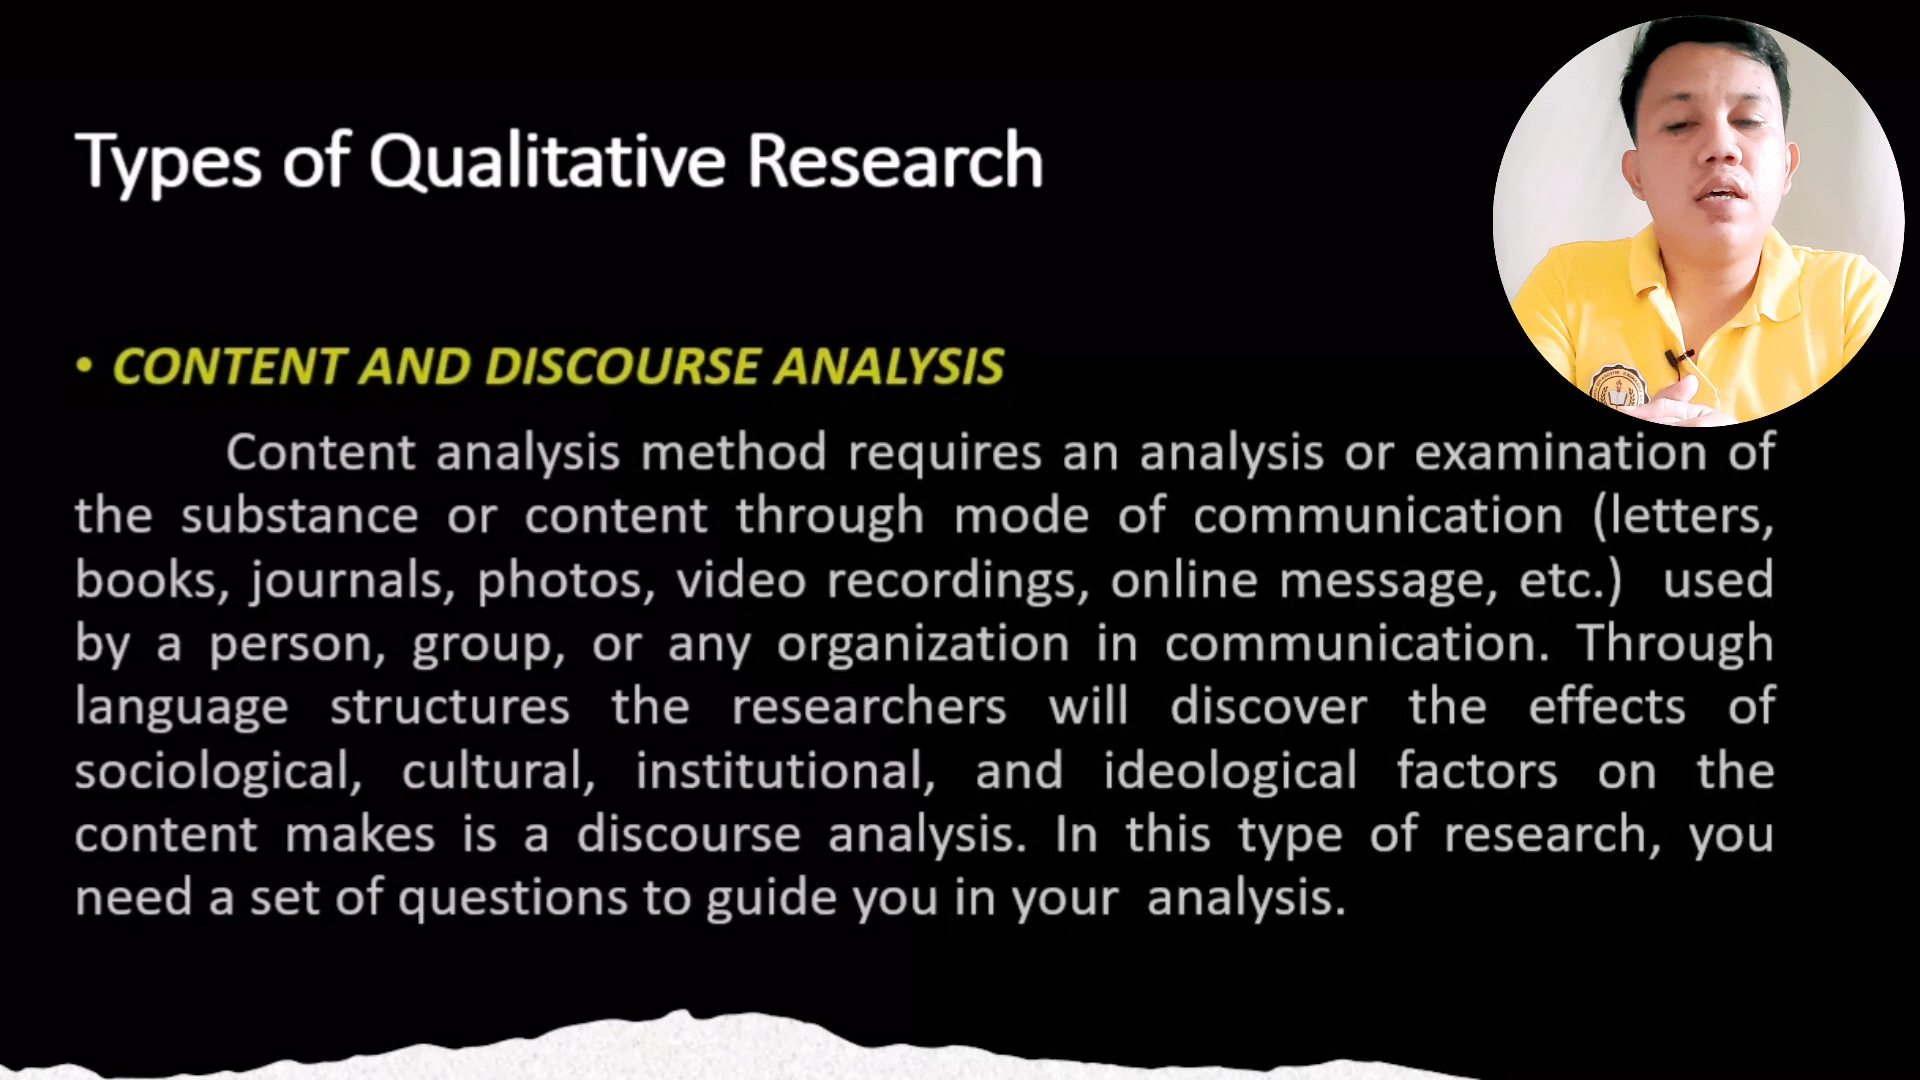 Types of Qualitative Research
• CONTENT AND DISCOURSE ANALYSIS
Content analysis method requires an analysis or examination of
the substance or content through mode of communication (letters,
books, journals, photos, video recordings, online message, etc.)  used
by a person, group, or any organization in communication. Through
language structures the researchers will discover the effects of
sociological, cultural, institutional, and ideological factors on the
content makes is a discourse analysis. In this type of research, you
need a set of questions to guide you in your  analysis.